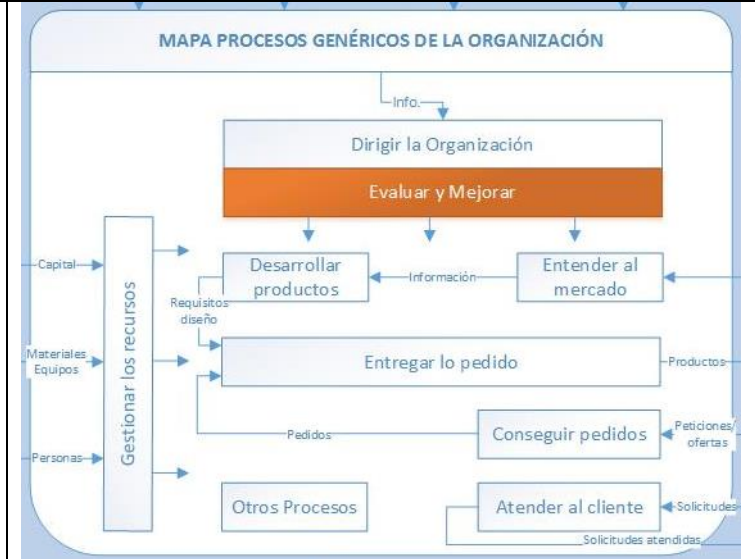 MAPA PROCESOS GENÉRICOS DE LA ORGANIZACIÓN
Info.
Dirigir la Organización
Evaluar y Mejorar
Capital
Desarrollar
productos
Información
Entender al
mercado
Requisitos
diseño
Gestionar los recursos
Materiales
Equipos
Entregar lo pedido
Productos
Pedidos
Conseguir pedidos
Peticiones/
ofertas
Personas
Otros Procesos
Atender al cliente
Solicitudes
Solicitudes atendidas